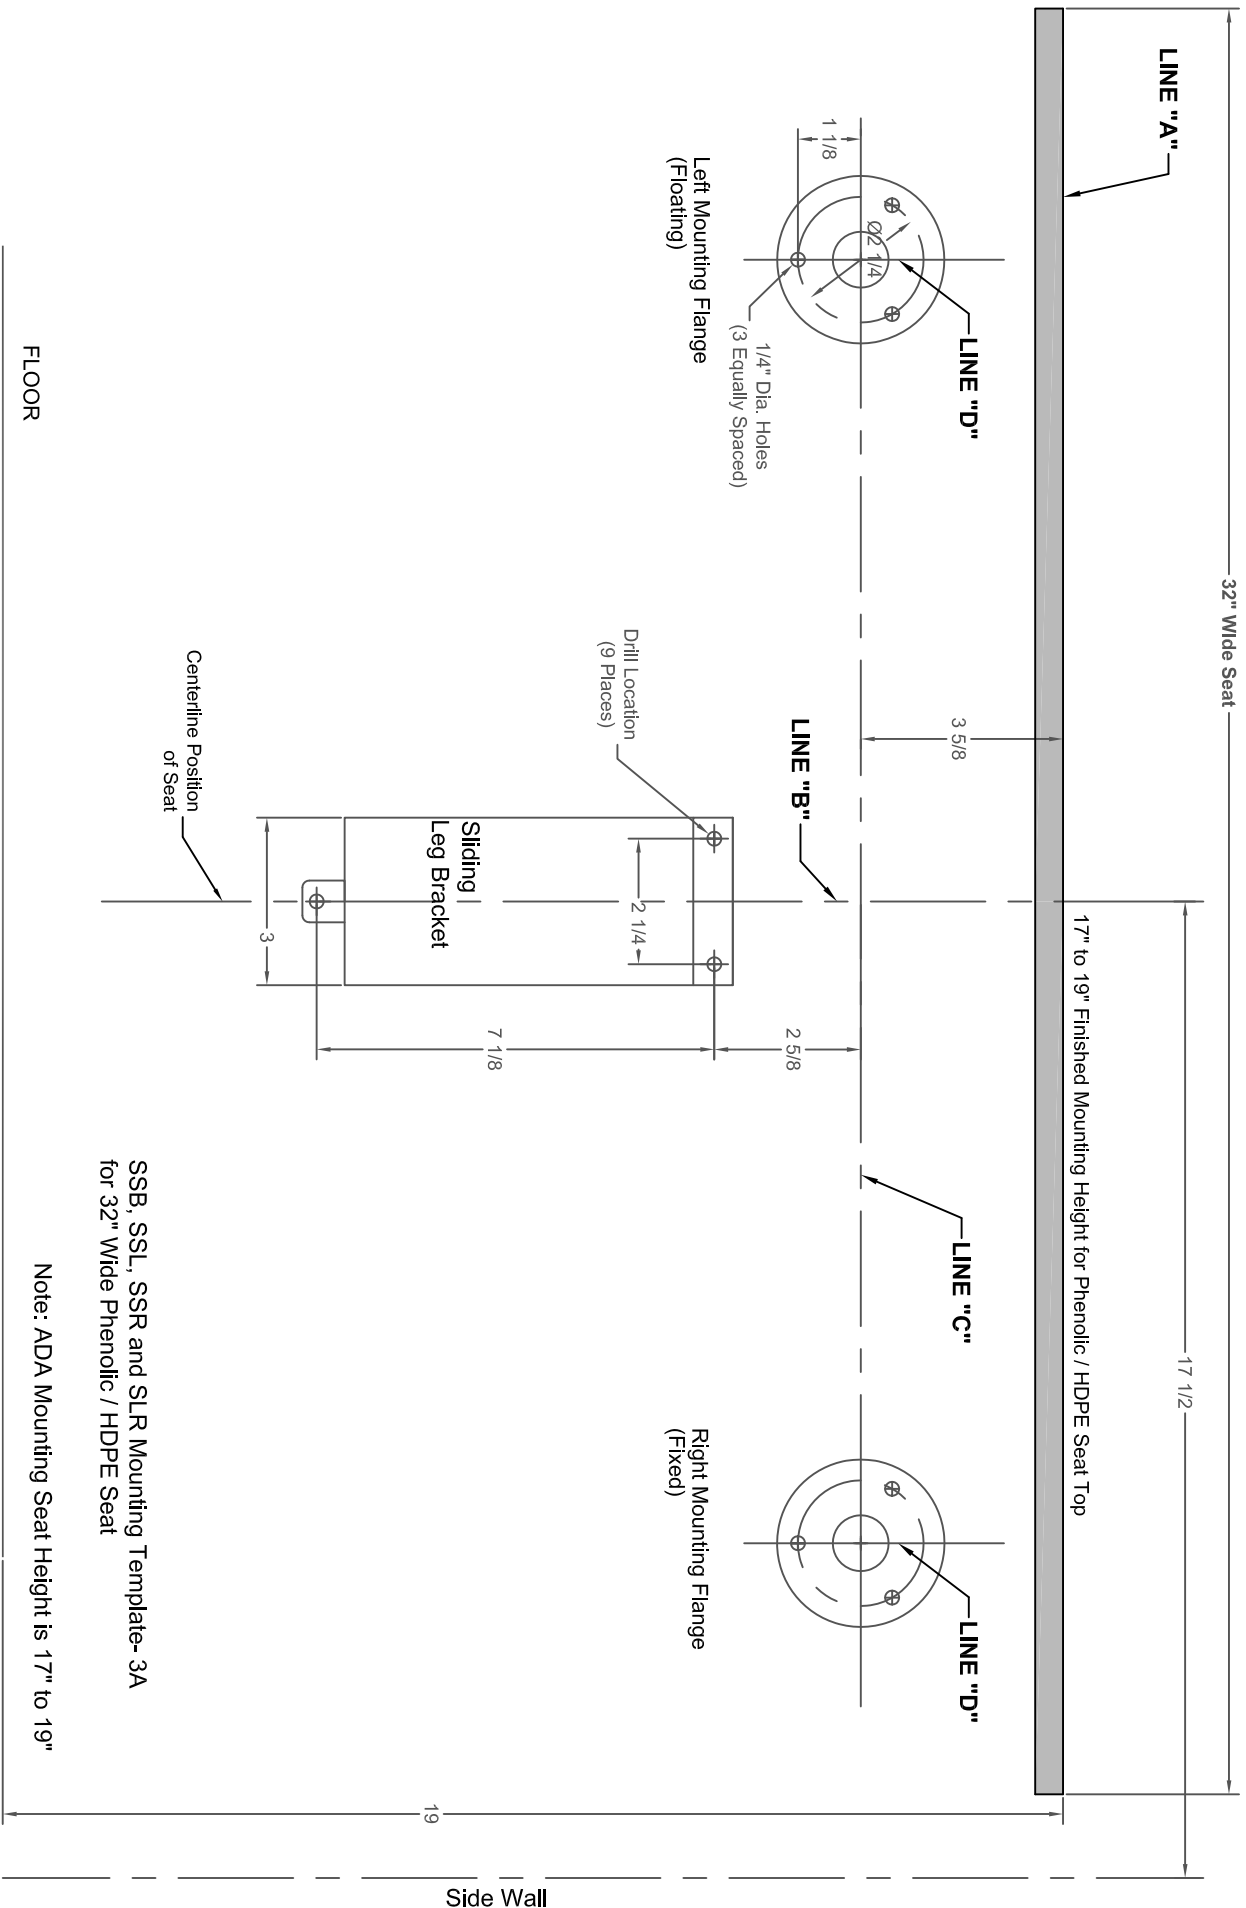 32" Wide Seat
17 1/2
LINE "A"
17" to 19" Finished Mounting Height for Phenolic / HDPE Seat Top
3 5/8
LINE "D"
LINE "C"
LINE "D"
1 1/8
Ø2 1/4
1/4" Dia. Holes
(3 Equally Spaced)
LINE "B"
2 5/8
Left Mounting Flange
(Floating)
Right Mounting Flange
(Fixed)
Drill Location
(9 Places)
2 1/4
Sliding
Leg Bracket
7 1/8
3
19
Side Wall
Centerline Position
of Seat
SSB, SSL, SSR and SLR Mounting Template- 3A
for 32" Wide Phenolic / HDPE Seat
FLOOR
Note: ADA Mounting Seat Height is 17" to 19"